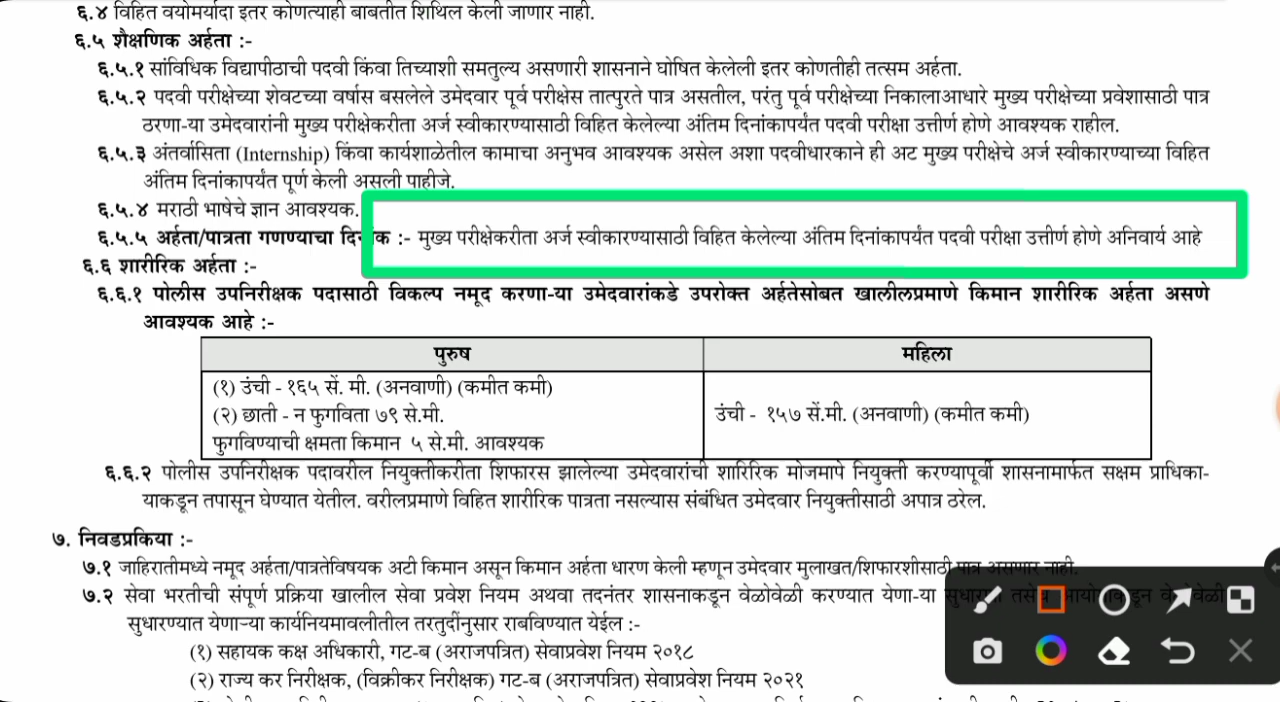 ६.४ विहित वयोमर्यादा इतर कोणत्याही बाबतीत शिथिल केली जाणार नाही.
६.५ शैक्षणिक अर्हता :-
६.५.१ सांविधिक विद्यापीठाची पदवी किंवा तिच्याशी समतुल्य असणारी शासनाने घोषित केलेली इतर कोणतीही तत्सम अर्हता.
६.५.२ पदवी परीक्षेच्या शेवटच्या वर्षास बसलेले उमेदवार पूर्व परीक्षेस तात्पुरते पात्र असतील, परंतु पूर्व परीक्षेच्या निकालाआधारे मुख्य परीक्षेच्या प्रवेशासाठी पात्र
ठरणा-या उमेदवारांनी मुख्य परीक्षेकरीता अर्ज स्वीकारण्यासाठी विहित केलेल्या अंतिम दिनांकापर्यंत पदवी परीक्षा उत्तीर्ण होणे आवश्यक राहील.
६.५.३ अंतर्वासिता (Internship) किंवा कार्यशाळेतील कामाचा अनुभव आवश्यक असेल अशा पदवीधारकाने ही अट मुख्य परीक्षेचे अर्ज स्वीकारण्याच्या विहित
अंतिम दिनांकापर्यंत पूर्ण केली असली पाहीजे.
६.५.४ मराठी भाषेचे ज्ञान आवश्यक.
६.५.५ अर्हता/पात्रता गणण्याचा दिनांक :- मुख्य परीक्षेकरीता अर्ज स्वीकारण्यासाठी विहित केलेल्या अंतिम दिनांकापर्यंत पदवी परीक्षा उत्तीर्ण होणे अनिवार्य आहे
६.६ शारीरिक अर्हता :-
६.६.१ पोलीस उपनिरीक्षक पदासाठी विकल्प नमूद करणा-या उमेदवारांकडे उपरोक्त अर्हतेसोबत खालीलप्रमाणे किमान शारीरिक अर्हता असणे
आवश्यक आहे :-
पुरुष
महिला
(१) उंची - १६५ सें. मी. (अनवाणी) (कमीत कमी)
(२) छाती - न फुगविता ७९ से.मी.
फुगविण्याची क्षमता किमान ५ से.मी. आवश्यक
उंची - १५७ सें.मी. (अनवाणी) (कमीत कमी)
६.६.२ पोलीस उपनिरीक्षक पदावरील नियुक्तीकरीता शिफारस झालेल्या उमेदवारांची शारिरिक मोजमापे नियुक्ती करण्यापूर्वी शासनामार्फत सक्षम प्राधिका-
याकडून तपासून घेण्यात येतील. वरीलप्रमाणे विहित शारीरिक पात्रता नसल्यास संबंधित उमेदवार नियुक्तीसाठी अपात्र ठरेल.
७. निवडप्रकिया :-
७.१ जाहिरातीमध्ये नमूद अर्हता/पात्रतेविषयक अटी किमान असून किमान अर्हता धारण केली म्हणून उमेदवार मुलाखत/शिफारशीसाठी पात्र असणार नाही.
७.२ सेवा भरतीची संपूर्ण प्रक्रिया खालील सेवा प्रवेश नियम अथवा तदनंतर शासनाकडून वेळोवेळी करण्यात येणा-या
सुधारण्यात येणाऱ्या कार्यनियमावलीतील तरतुदींनुसार राबविण्यात येईल :-
(१) सहायक कक्ष अधिकारी, गट-ब (अराजपत्रित) सेवाप्रवेश नियम २०१८
(२) राज्य कर निरीक्षक, (विक्रीकर निरीक्षक) गट-ब (अराजपत्रित) सेवाप्रवेश नियम २०२१